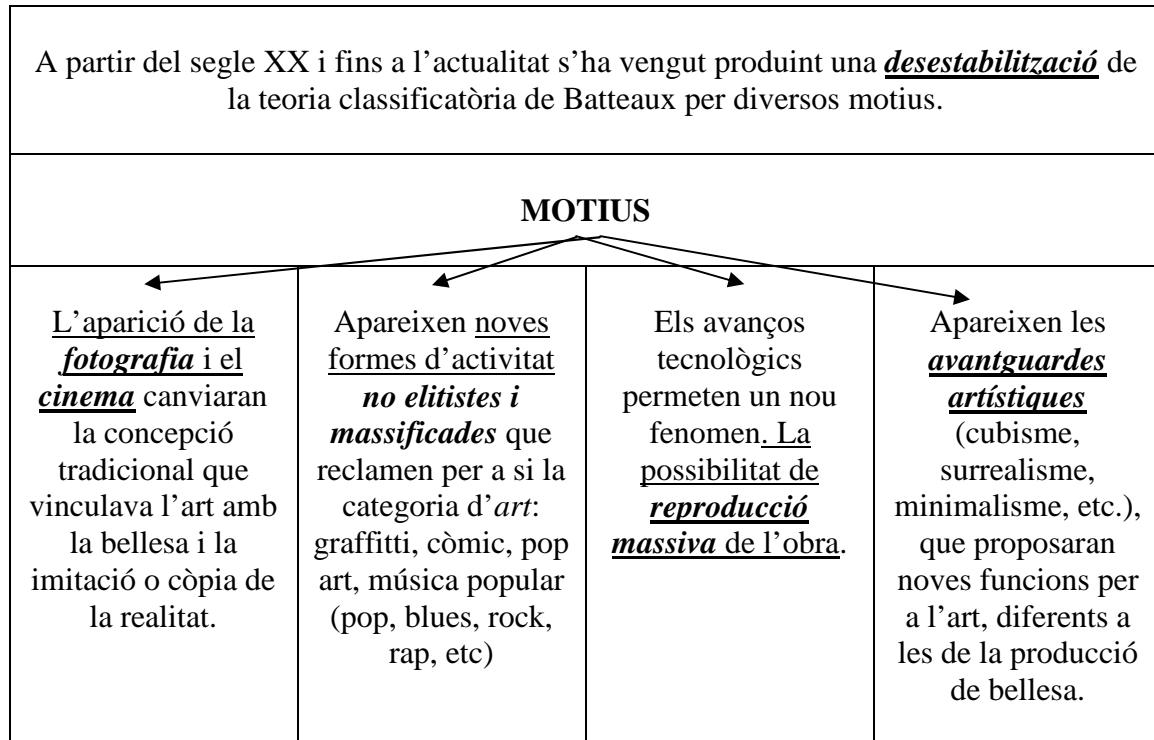 A partir del segle XX i fins a l’actualitat s’ha vengut produint una desestabilització de
la teoria classificatòria de Batteaux per diversos motius.
MOTIUS
L’aparició de la
fotografia i el
cinema canviaran
la concepció
tradicional que
vinculava l’art amb
la bellesa i la
imitació o còpia de
la realitat.
Apareixen noves
formes d’activitat
no elitistes i
massificades que
reclamen per a si la
categoria d’art:
graffitti, còmic, pop
art, música popular
(pop, blues, rock,
rap, etc)
Els avanços
tecnològics
permeten un nou
fenomen. La
possibilitat de
reproducció
massiva de l’obra.
Apareixen les
avantguardes
artístiques
(cubisme,
surrealisme,
minimalisme, etc.),
que proposaran
noves funcions per
a l’art, diferents a
les de la producció
de bellesa.